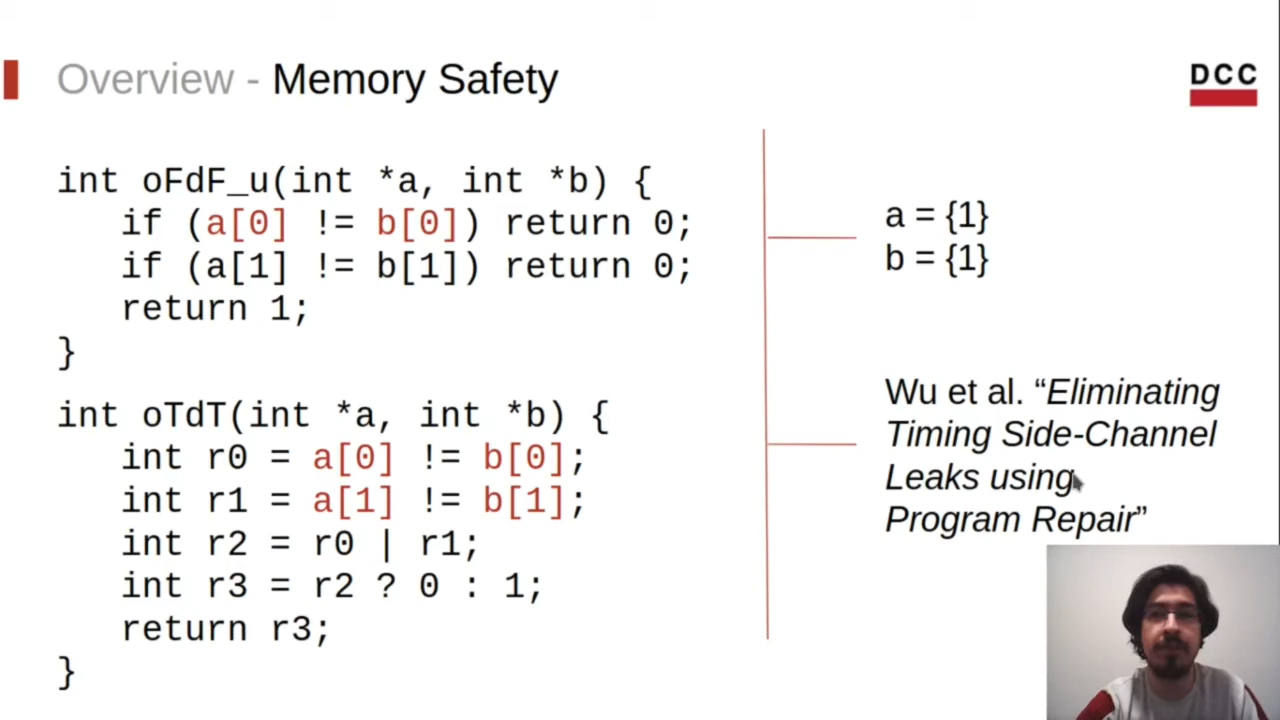 Overview - Memory Safety
DCC
int oFdF_u(int *a, int *b) {
if (a[0] != b[0]) return 0;
if (a[1] != b[1]) return 0;
return 1;
}
a = {1}
b = {1}
int oTdT(int *a, int *b) {
int r0 = a[0] != b[0];
int r1 = a[1] != b[1];
int r2 = r0 | r1;
int r3 = r2 ? 0 : 1;
return r3;
}
Wu et al. “Eliminating
Timing Side-Channel
Leaks using
Program Repair”